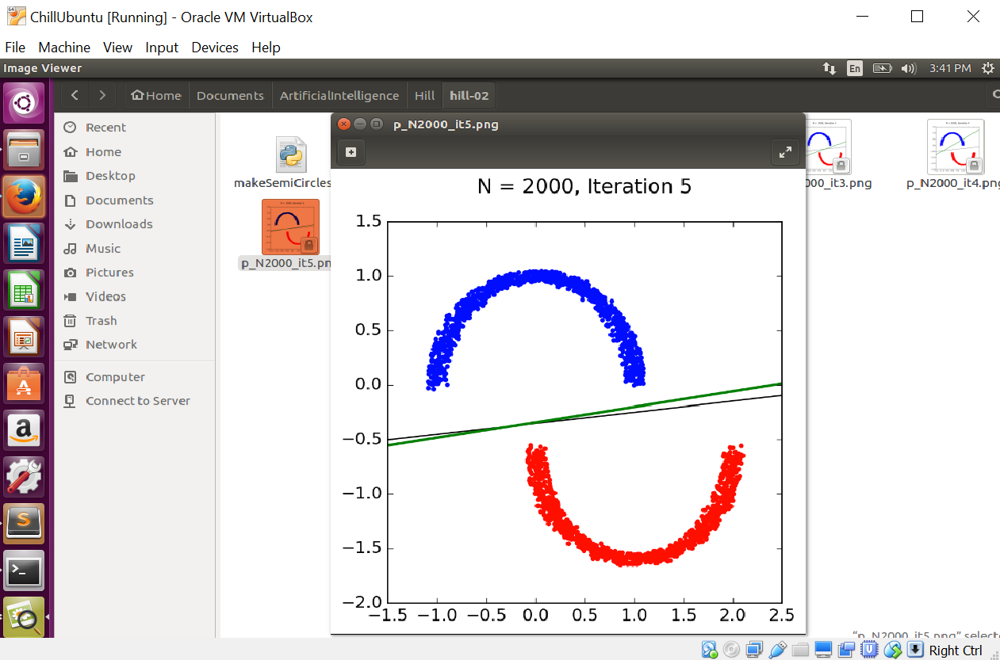 ChillUbuntu [Running] - Oracle VM VirtualBox
File Machine View Input Devices Help
Image Viewer
En
3:41 PM
Home Documents ArtificialIntelligence Hill hill-02
Recent
Home
Desktop
Documents
Downloads
Music
Pictures
Videos
Trash
Network
Computer
Connect to Server
makeSemiCircles
p_N2000_it5.pn
000_it3.png
p_N2000_it4.png
p_N2000_it5.png
N = 2000, Iteration 5
1.5
1.0
0.5
0.0
−0.5
−1.0
−1.5
−2.0
−1.5 −1.0 −0.5 0.0 0.5 1.0 1.5 2.0 2.5
“p_N2000_it5.png” selecte
Right Ctrl